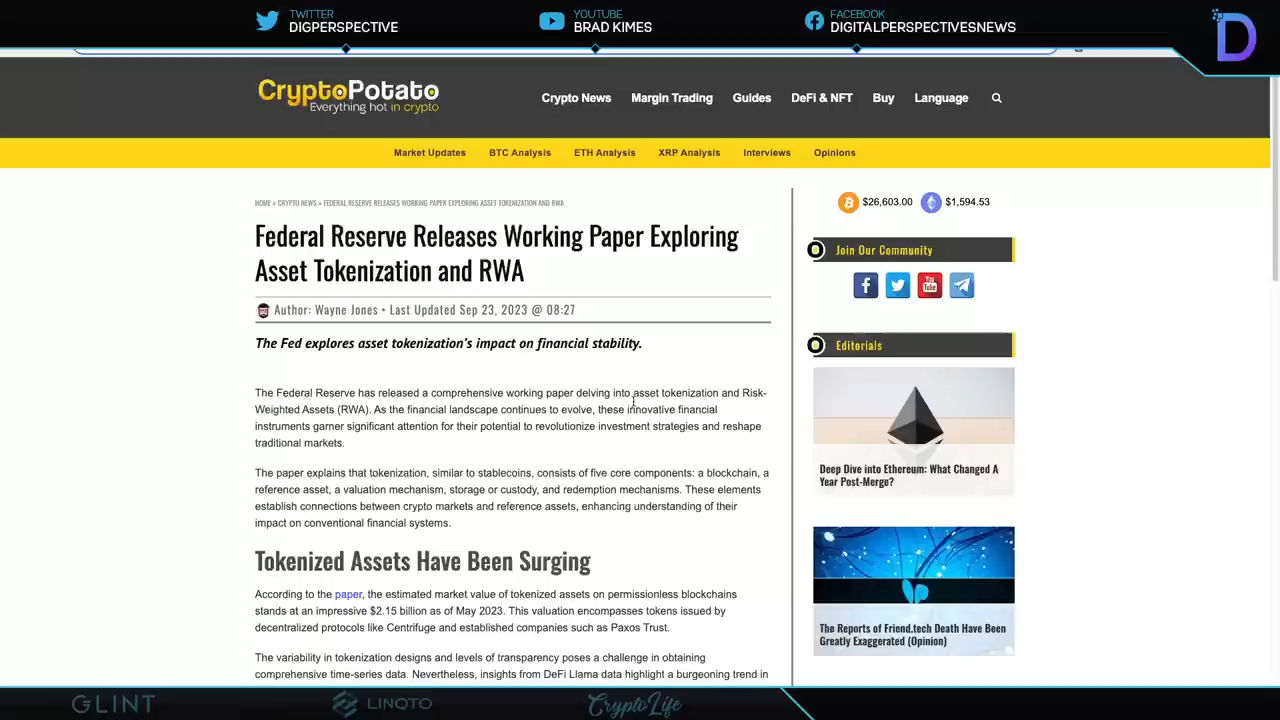 TWITTER
DIGPERSPECTIVE
YOUTUBE
BRAD KIMES
FACEBOOK
DIGITALPERSPECTIVESNEWS
D
CryptoPotato
Everything hot in crypto
Crypto News
Margin Trading
Guides
DeFi & NFT
Buy
Language
Market Updates
BTC Analysis
ETH Analysis
XRP Analysis
Interviews
Opinions
HOME » CRYPTO NEWS » FEDERAL RESERVE RELEASES WORKING PAPER EXPLORING ASSET TOKENIZATION AND RWA
Federal Reserve Releases Working Paper Exploring
Asset Tokenization and RWA
Author: Wayne Jones • Last Updated Sep 23, 2023 @ 08:27
The Fed explores asset tokenization's impact on financial stability.
The Federal Reserve has released a comprehensive working paper delving into asset tokenization and Risk-
Weighted Assets (RWA). As the financial landscape continues to evolve, these innovative financial
instruments garner significant attention for their potential to revolutionize investment strategies and reshape
traditional markets.
The paper explains that tokenization, similar to stablecoins, consists of five core components: a blockchain, a
reference asset, a valuation mechanism, storage or custody, and redemption mechanisms. These elements
establish connections between crypto markets and reference assets, enhancing understanding of their
impact on conventional financial systems.
Tokenized Assets Have Been Surging
According to the paper, the estimated market value of tokenized assets on permissionless blockchains
stands at an impressive $2.15 billion as of May 2023. This valuation encompasses tokens issued by
decentralized protocols like Centrifuge and established companies such as Paxos Trust.
The variability in tokenization designs and levels of transparency poses a challenge in obtaining
comprehensive time-series data. Nevertheless, insights from DeFi Llama data highlight a burgeoning trend in
$26,603.00
$1,594.53
Join Our Community
You
Tube
Editorials
Deep Dive into Ethereum: What Changed A
Year Post-Merge?
The Reports of Friend.tech Death Have Been
Greatly Exaggerated (Opinion)
GLINT
LINQTO
CryptoLife